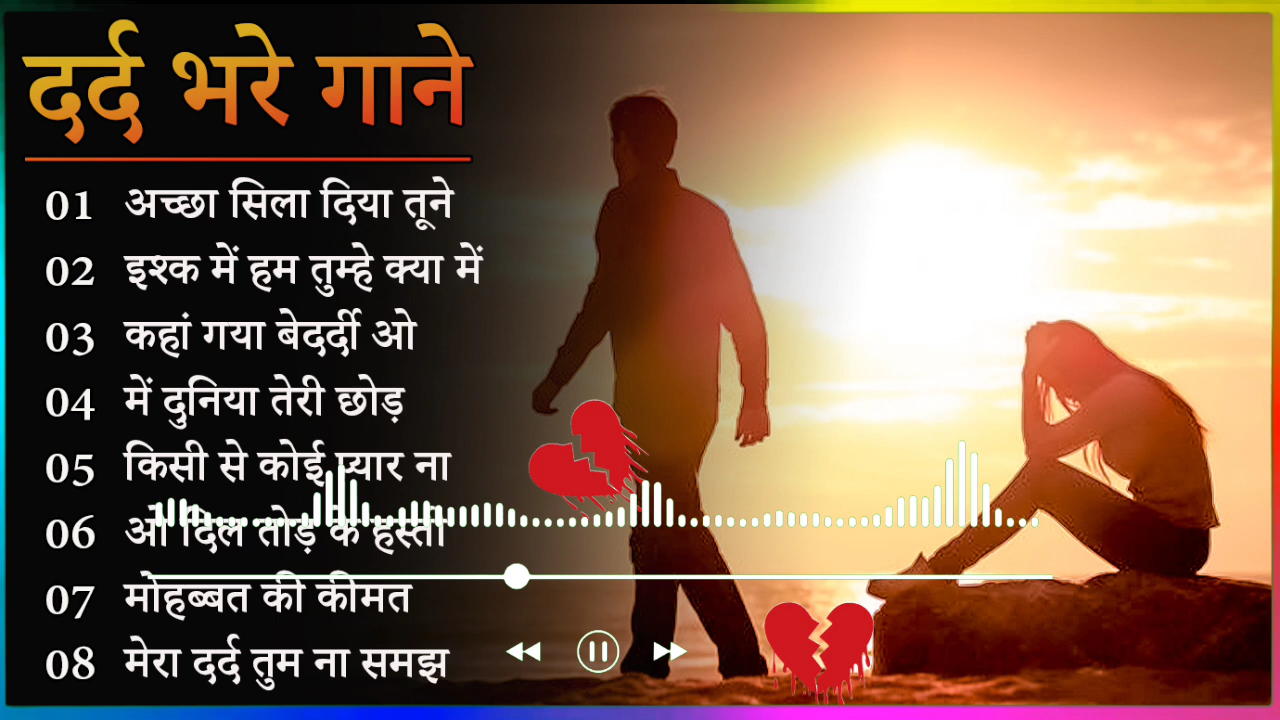 दर्द भरे गाने
01 अच्छा सिला दिया तूने
02 इश्क में हम तुम्हे क्या में
03 कहां गया बेदर्दी ओ
04 में दुनिया तेरी छोड़
05 किसी से कोई प्यार ना
06 ओ दिल तोड़ के हस्ती
07 मोहब्बत की कीमत
08 मेरा दर्द तुम ना समझ